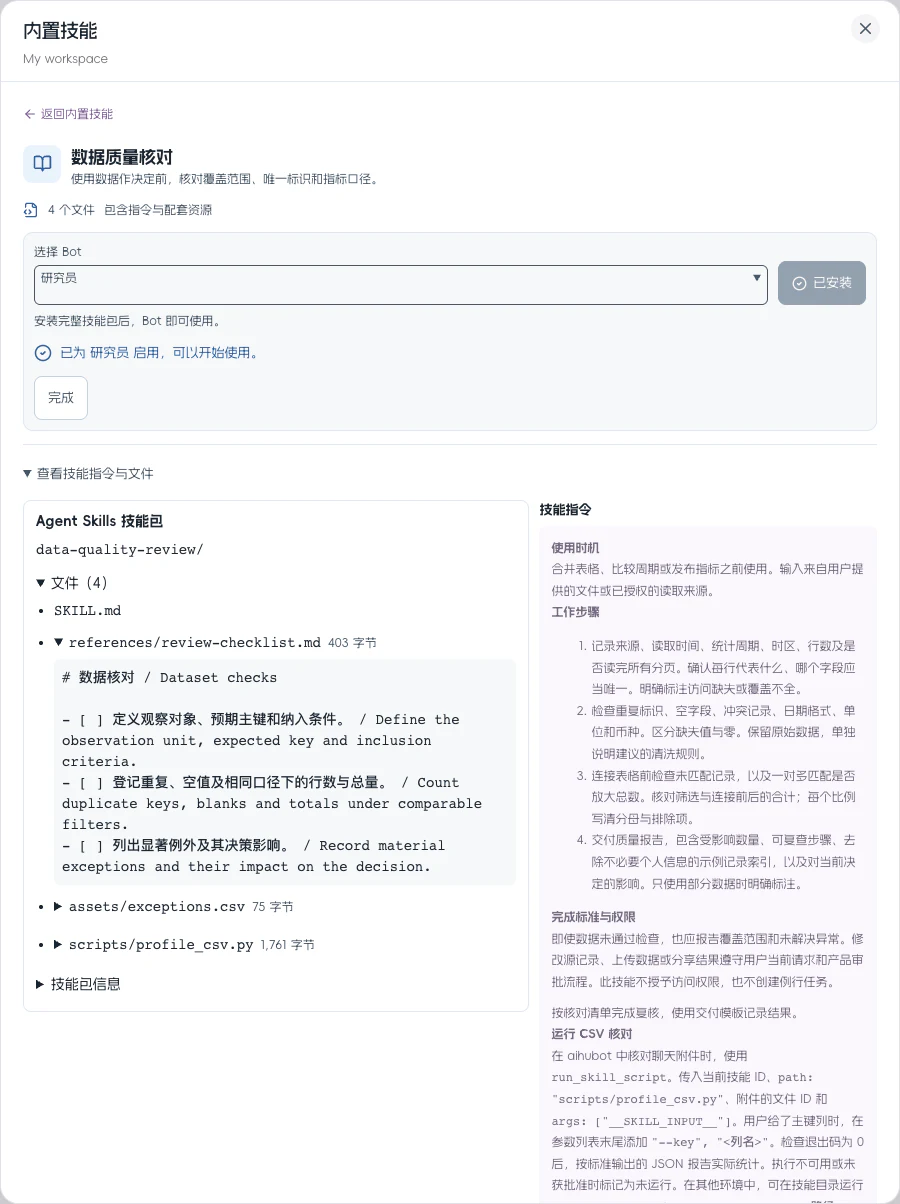 内置技能
My workspace
← 返回内置技能
数据质量核对
使用数据作决定前，核对覆盖范围、唯一标识和指标口径。
4 个文件 包含指令与配套资源
选择 Bot
研究员
已安装
安装完整技能包后，Bot 即可使用。
已为 研究员 启用，可以开始使用。
完成
▼ 查看技能指令与文件
Agent Skills 技能包
data-quality-review/
▼ 文件（4）
• SKILL.md
• ▼ references/review-checklist.md 403 字节
# 数据核对 / Dataset checks
- [ ] 定义观察对象、预期主键和纳入条件。 / Define the
observation unit, expected key and inclusion
criteria.
- [ ] 登记重复、空值及相同口径下的行数与总量。 / Count
duplicate keys, blanks and totals under comparable
filters.
- [ ] 列出显著例外及其决策影响。 / Record material
exceptions and their impact on the decision.
• ▶ assets/exceptions.csv 75 字节
• ▶ scripts/profile_csv.py 1,761 字节
▶ 技能包信息
技能指令
使用时机
合并表格、比较周期或发布指标之前使用。输入来自用户提
供的文件或已授权的读取来源。
工作步骤
1. 记录来源、读取时间、统计周期、时区、行数及是
否读完所有分页。确认每行代表什么、哪个字段应
当唯一。明确标注访问缺失或覆盖不全。
2. 检查重复标识、空字段、冲突记录、日期格式、单
位和币种。区分缺失值与零。保留原始数据，单独
说明建议的清洗规则。
3. 连接表格前检查未匹配记录，以及一对多匹配是否
放大总数。核对筛选与连接前后的合计；每个比例
写清分母与排除项。
4. 交付质量报告，包含受影响数量、可复查步骤、去
除不必要个人信息的示例记录索引，以及对当前决
定的影响。只使用部分数据时明确标注。
完成标准与权限
即使数据未通过检查，也应报告覆盖范围和未解决异常。修
改源记录、上传数据或分享结果遵守用户当前请求和产品审
批流程。此技能不授予访问权限，也不创建例行任务。
按核对清单完成复核，使用交付模板记录结果。
运行 CSV 核对
在 aihubot 中核对聊天附件时，使用
run_skill_script。传入当前技能 ID、path:
"scripts/profile_csv.py"、附件的文件 ID 和
args: ["__SKILL_INPUT__"]。用户给了主键列时，在
参数列表末尾添加 "--key", "<列名>"。检查退出码为 0
后，按标准输出的 JSON 报告实际统计。执行不可用或未
获批准时标记为未运行。在其他环境中，可在技能目录运行